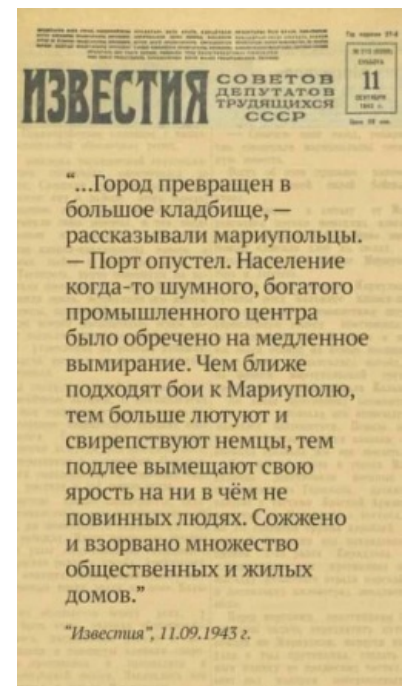 ИЗВЕСТИЯ
СОВЕТОВ
ДЕПУТАТОВ
ТРУДЯЩИХСЯ
СССР
СУББОТА
11
СЕНТЯБРЯ
1943 г.
“...Город превращен в
большое кладбище, —
рассказывали мариупольцы.
— Порт опустел. Население
когда-то шумного, богатого
промышленного центра
было обречено на медленное
вымирание. Чем ближе
подходят бои к Мариуполю,
тем больше лютуют и
свирепствуют немцы, тем
подлее вымещают свою
ярость на ни в чём не
повинных людях. Сожжено
и взорвано множество
общественных и жилых
домов.”
“Известия”, 11.09.1943 г.